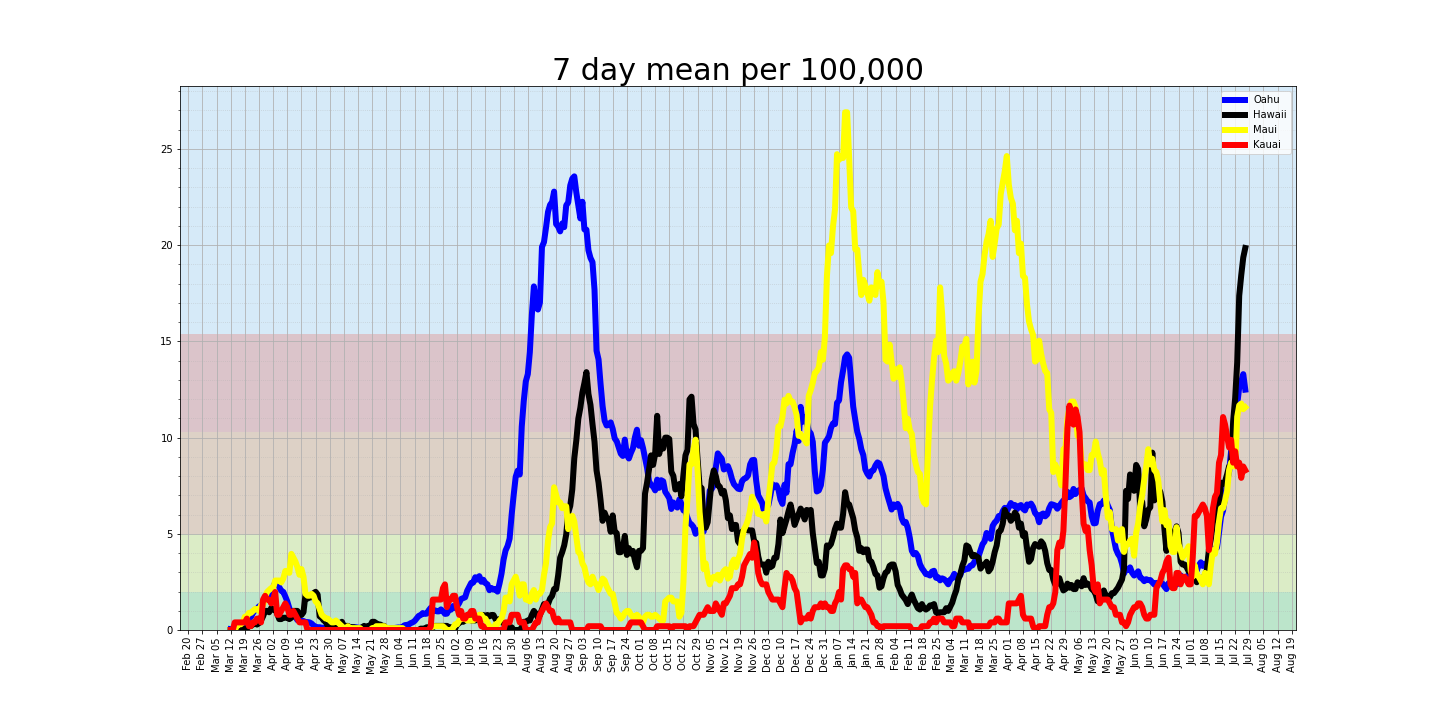 7 day mean per 100,000
Oahu
Hawaii
Maui
Kauai
25
20
15
10
5
0
Feb 20
Feb 27
Mar 05
Mar 12
Mar 19
Mar 26
Apr 02
Apr 09
Apr 16
Apr 23
Apr 30
May 07
May 14
May 21
May 28
Jun 04
Jun 11
Jun 18
Jun 25
Jul 02
Jul 09
Jul 16
Jul 23
Jul 30
Aug 06
Aug 13
Aug 20
Aug 27
Sep 03
Sep 10
Sep 17
Sep 24
Oct 01
Oct 08
Oct 15
Oct 22
Oct 29
Nov 05
Nov 12
Nov 19
Nov 26
Dec 03
Dec 10
Dec 17
Dec 24
Dec 31
Jan 07
Jan 14
Jan 21
Jan 28
Feb 04
Feb 11
Feb 18
Feb 25
Mar 04
Mar 11
Mar 18
Mar 25
Apr 01
Apr 08
Apr 15
Apr 22
Apr 29
May 06
May 13
May 20
May 27
Jun 03
Jun 10
Jun 17
Jun 24
Jul 01
Jul 08
Jul 15
Jul 22
Jul 29
Aug 05
Aug 12
Aug 19